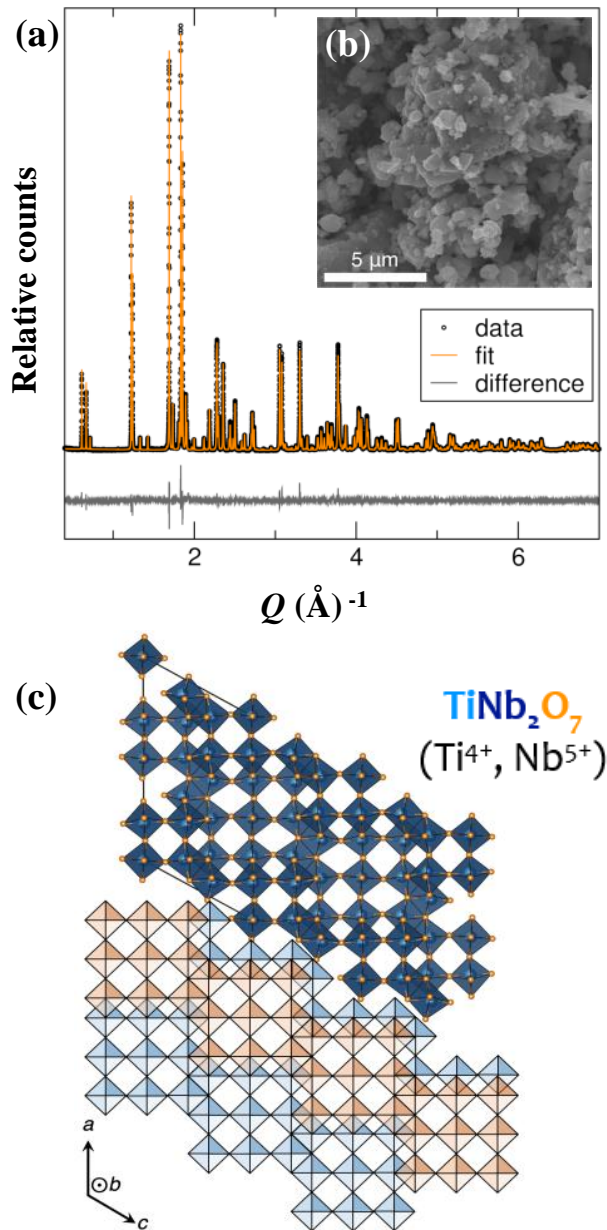 (a)
(b)
5 µm
Relative counts
data
fit
difference
2
4
6
Q (Å) -1
(c)
TiNb₂O₇
(Ti⁴⁺, Nb⁵⁺)
a
b
c